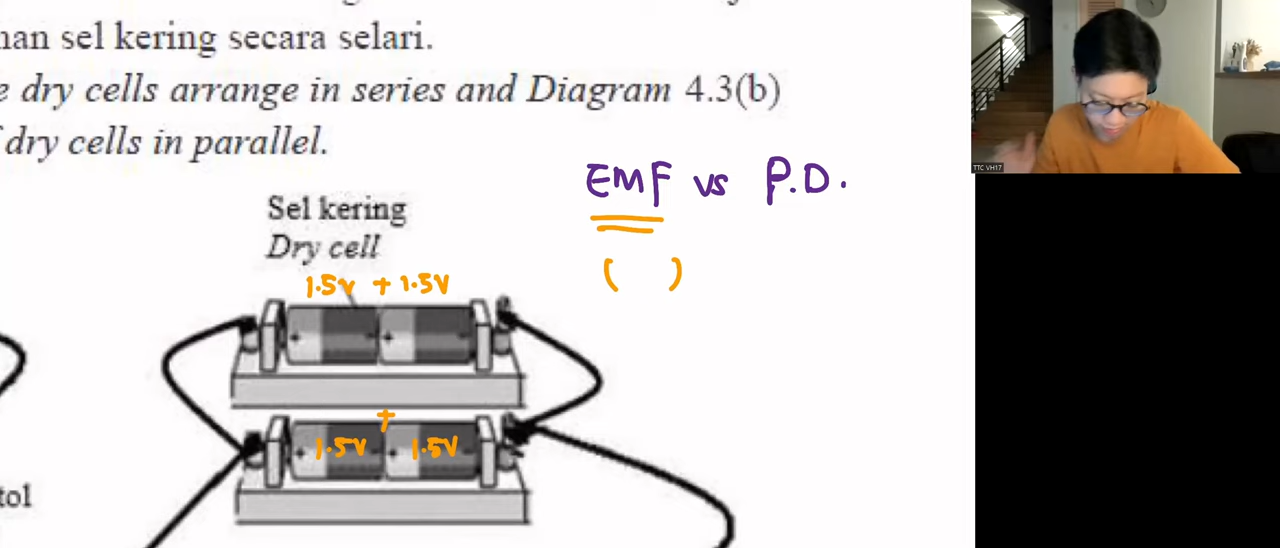 nan sel kering secara selari.
e dry cells arrange in series and Diagram 4.3(b)
dry cells in parallel.
EMF vs P.D.
( )
Sel kering
Dry cell
1.5V + 1.5V
+
1.5V 1.5V
tol
TTC VH17